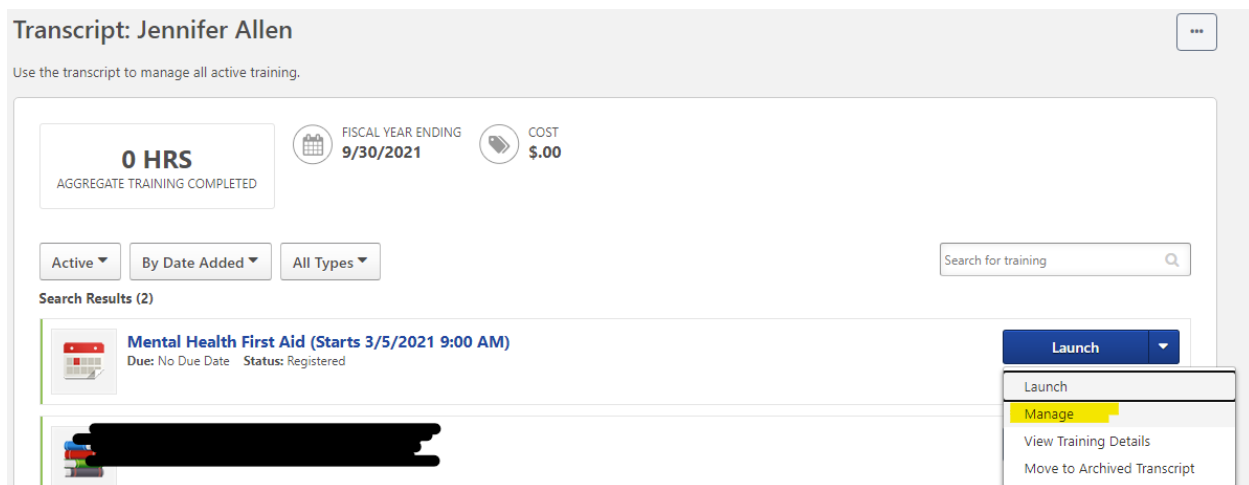 Transcript: Jennifer Allen
...
Use the transcript to manage all active training.
0 HRS
AGGREGATE TRAINING COMPLETED
FISCAL YEAR ENDING
9/30/2021
COST
$.00
Active
By Date Added
All Types
Search for training
Search Results (2)
Mental Health First Aid (Starts 3/5/2021 9:00 AM)
Due: No Due Date Status: Registered
Launch
Launch
Manage
View Training Details
Move to Archived Transcript